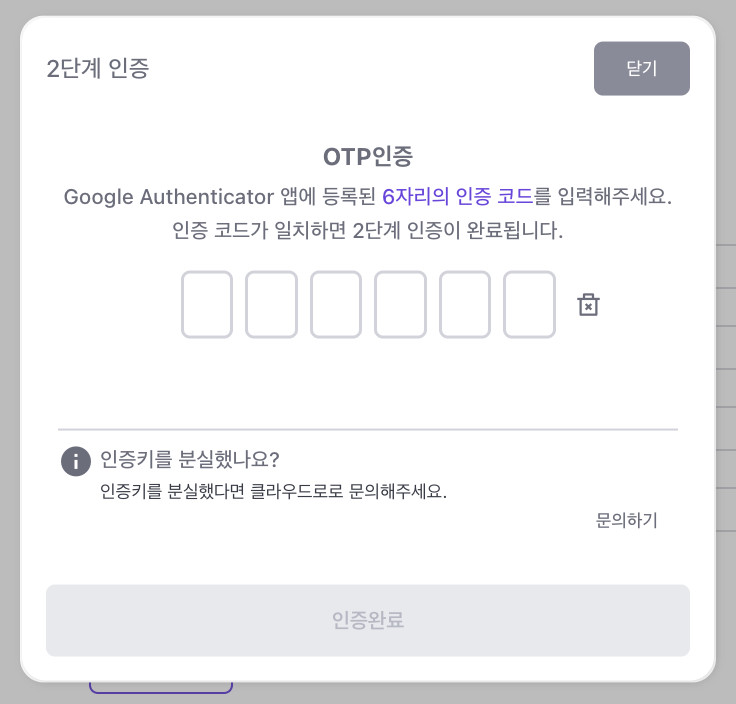 2단계 인증
닫기
OTP인증
Google Authenticator 앱에 등록된 6자리의 인증 코드를 입력해주세요.
인증 코드가 일치하면 2단계 인증이 완료됩니다.
인증키를 분실했나요?
인증키를 분실했다면 클라우드로로 문의해주세요.
문의하기
인증완료